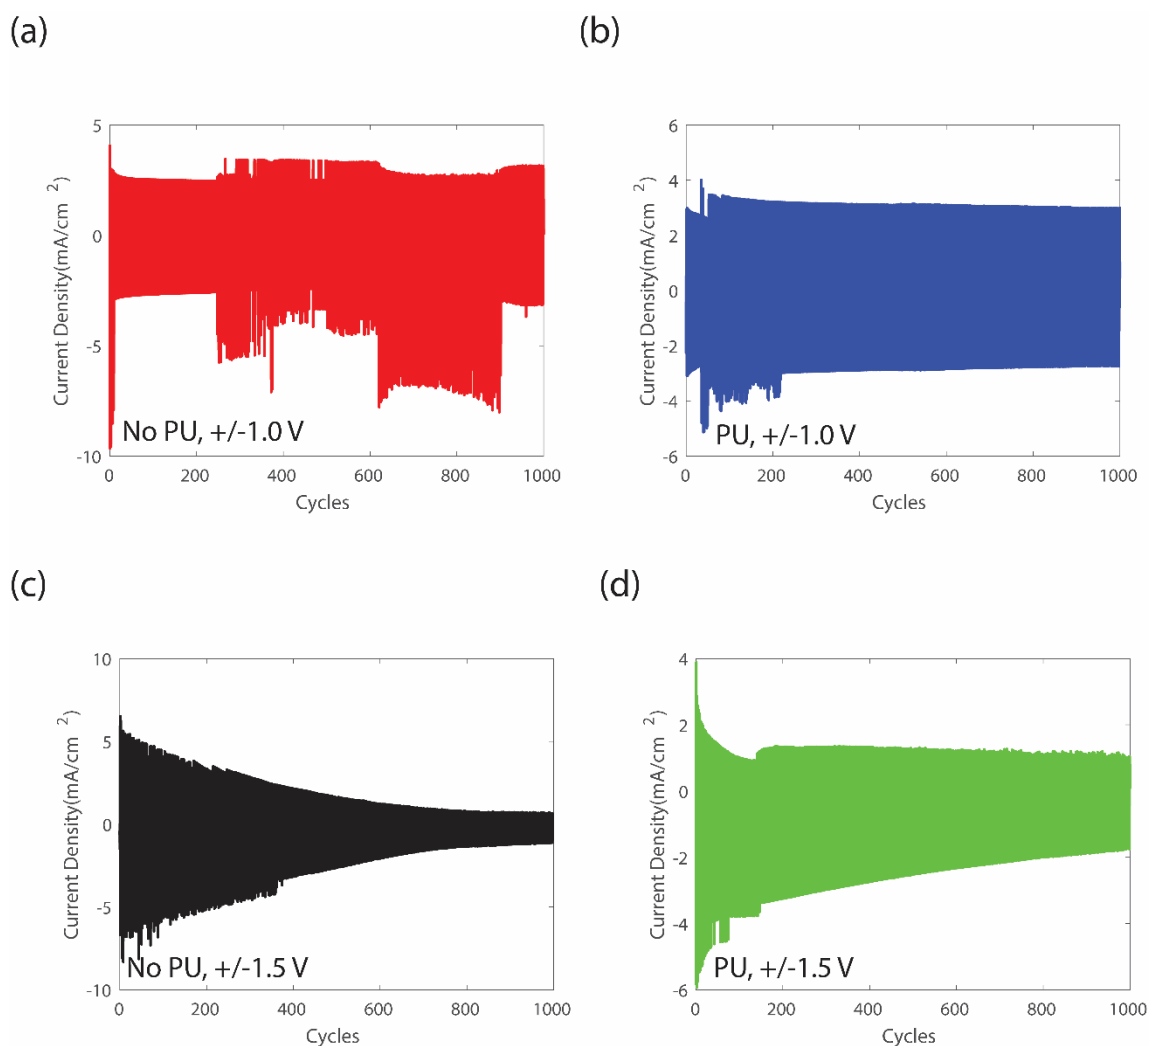 (a)
5
0
-5
-10
Current Density(mA/cm 2)
No PU, +/-1.0 V
0 200 400 600 800 1000
Cycles
(b)
6
4
2
0
-2
-4
-6
Current Density(mA/cm 2)
PU, +/-1.0 V
0 200 400 600 800 1000
Cycles
(c)
10
5
0
-5
-10
Current Density(mA/cm 2)
No PU, +/-1.5 V
0 200 400 600 800 1000
Cycles
(d)
4
2
0
-2
-4
-6
Current Density(mA/cm 2)
PU, +/-1.5 V
0 200 400 600 800 1000
Cycles